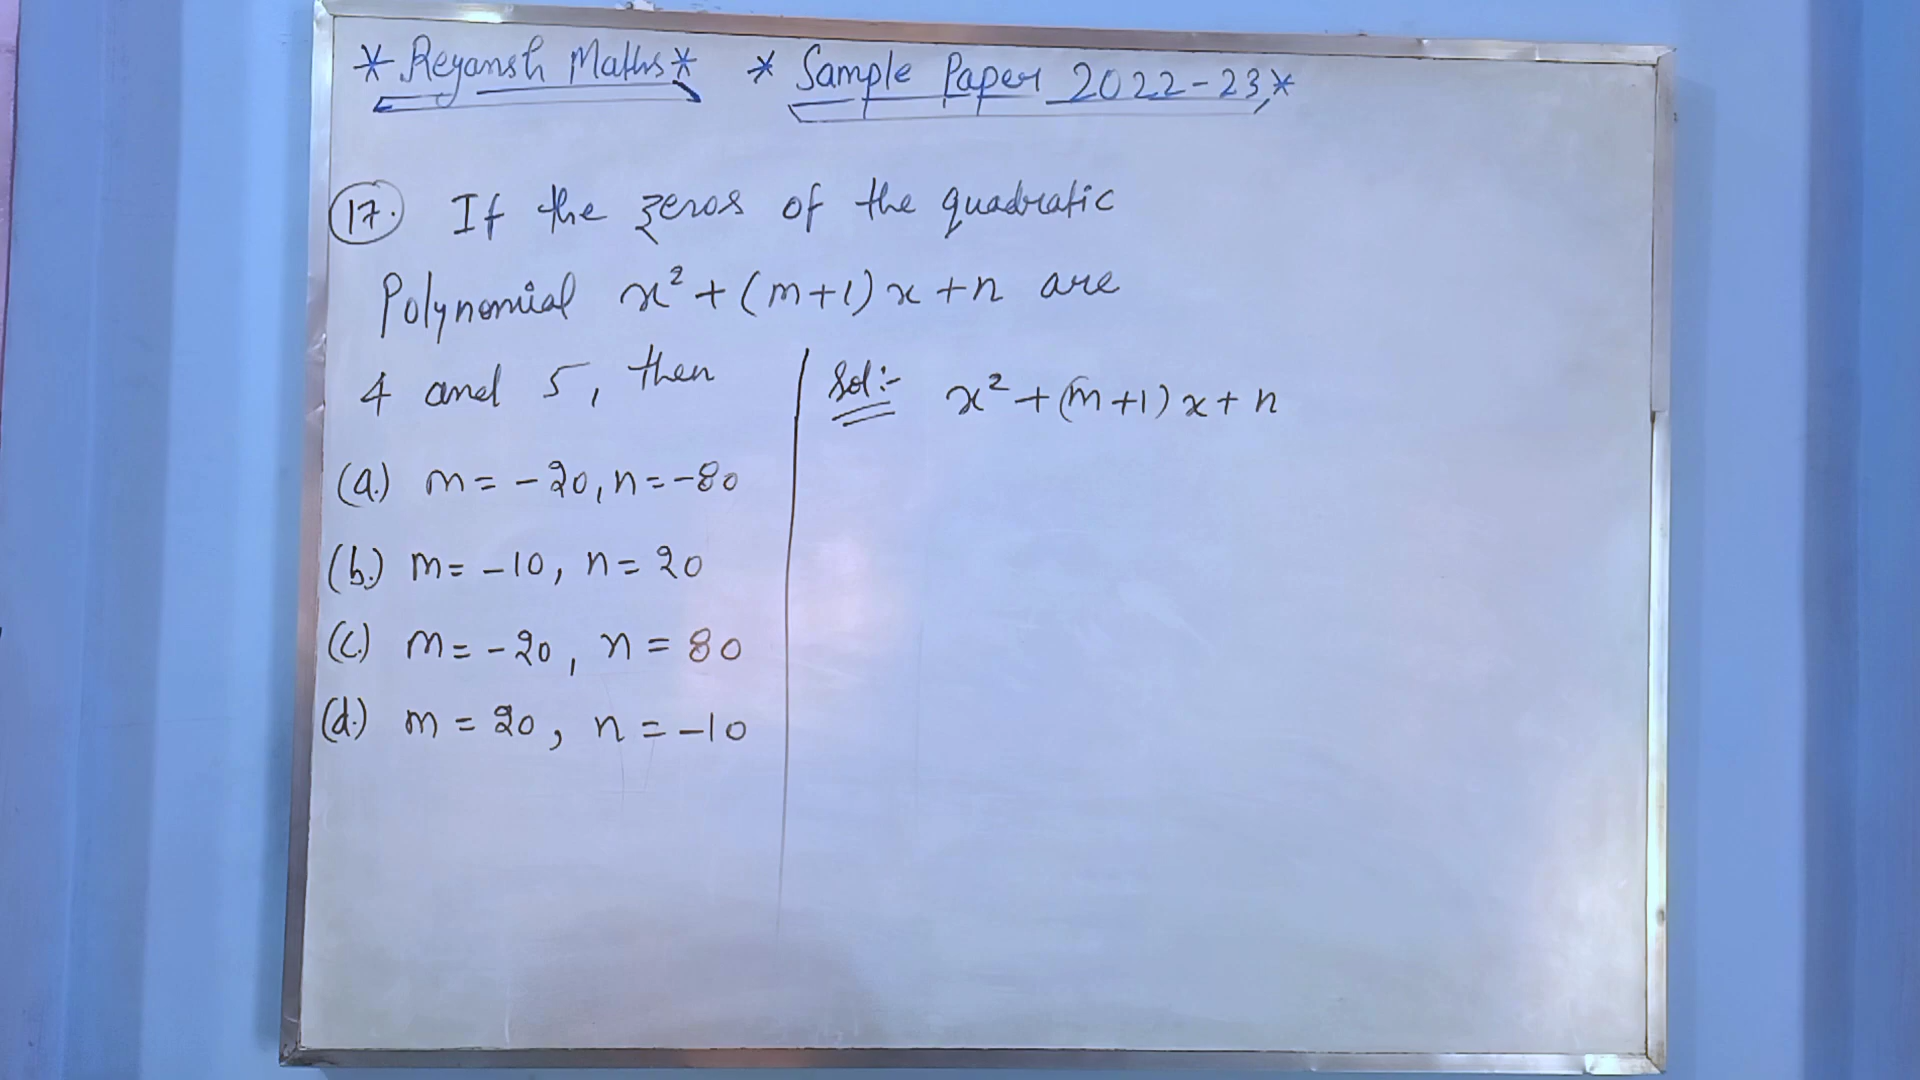 * Reyansh Maths * * Sample Paper 2022-23 *
17. If the zeros of the quadratic
Polynomial x² + (m+1)x + n are
4 and 5, then
(a.) m = -20, n = -80
(b.) m = -10, n = 20
(c.) m = -20, n = 80
(d.) m = 20, n = -10
Sol:- x² + (m+1)x + n